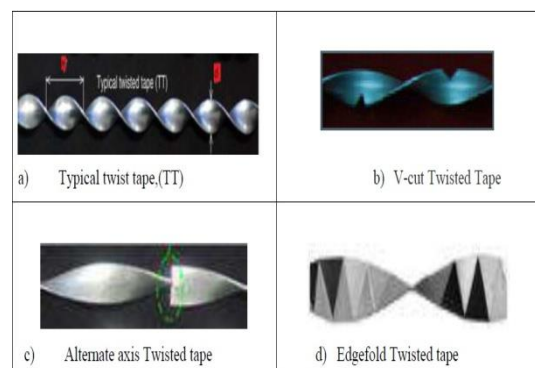 Typical twisted tape (TT)
a) Typical twist tape,(TT)
b) V-cut Twisted Tape
c) Alternate axis Twisted tape
d) Edgefold Twisted tape